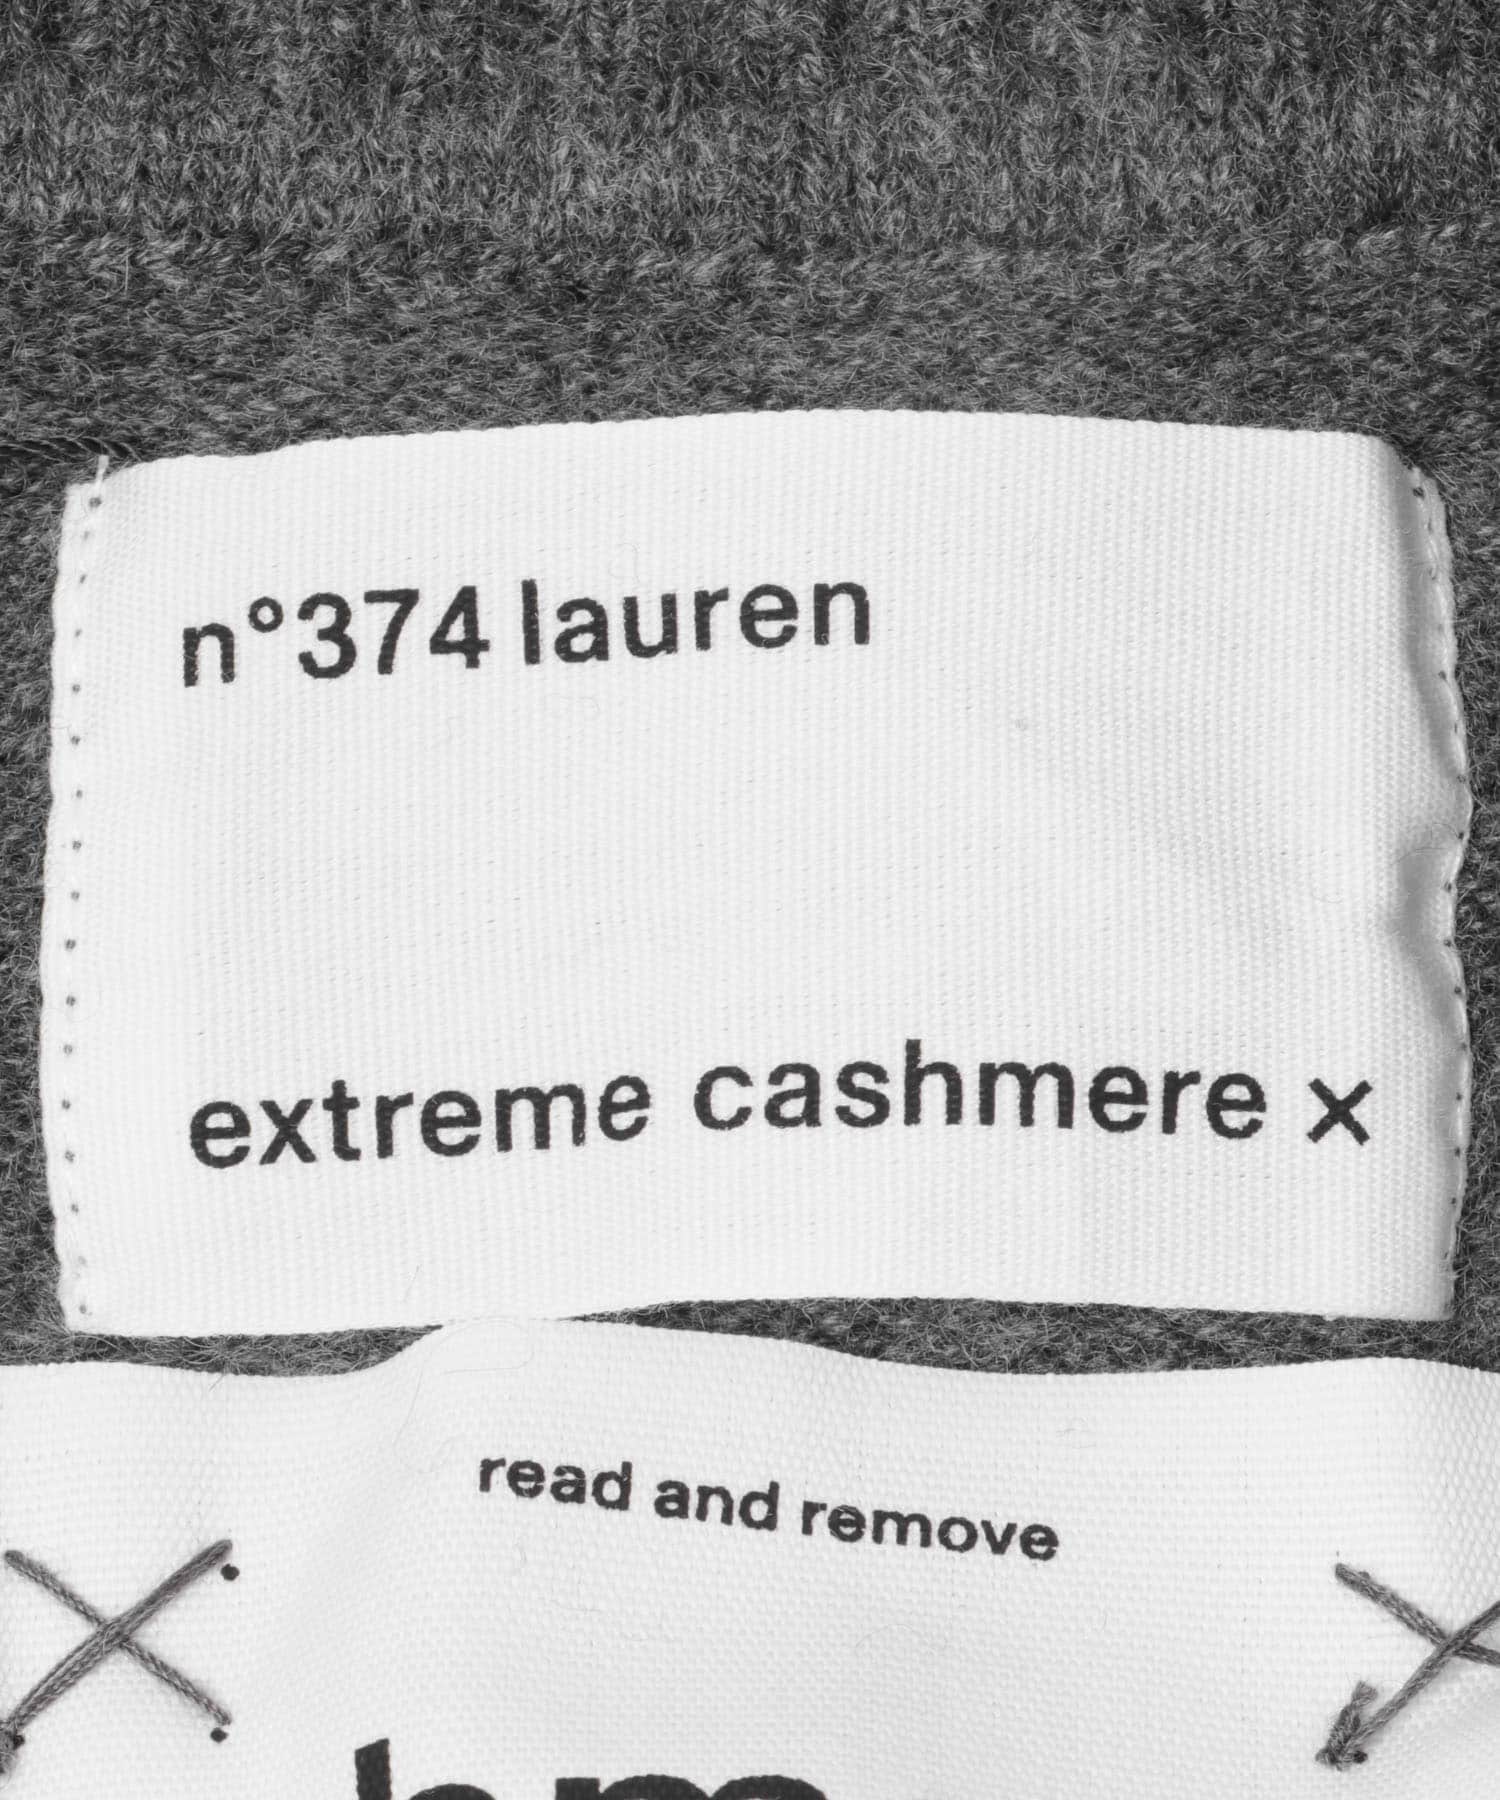 n°374 lauren
extreme cashmere ×
read and remove